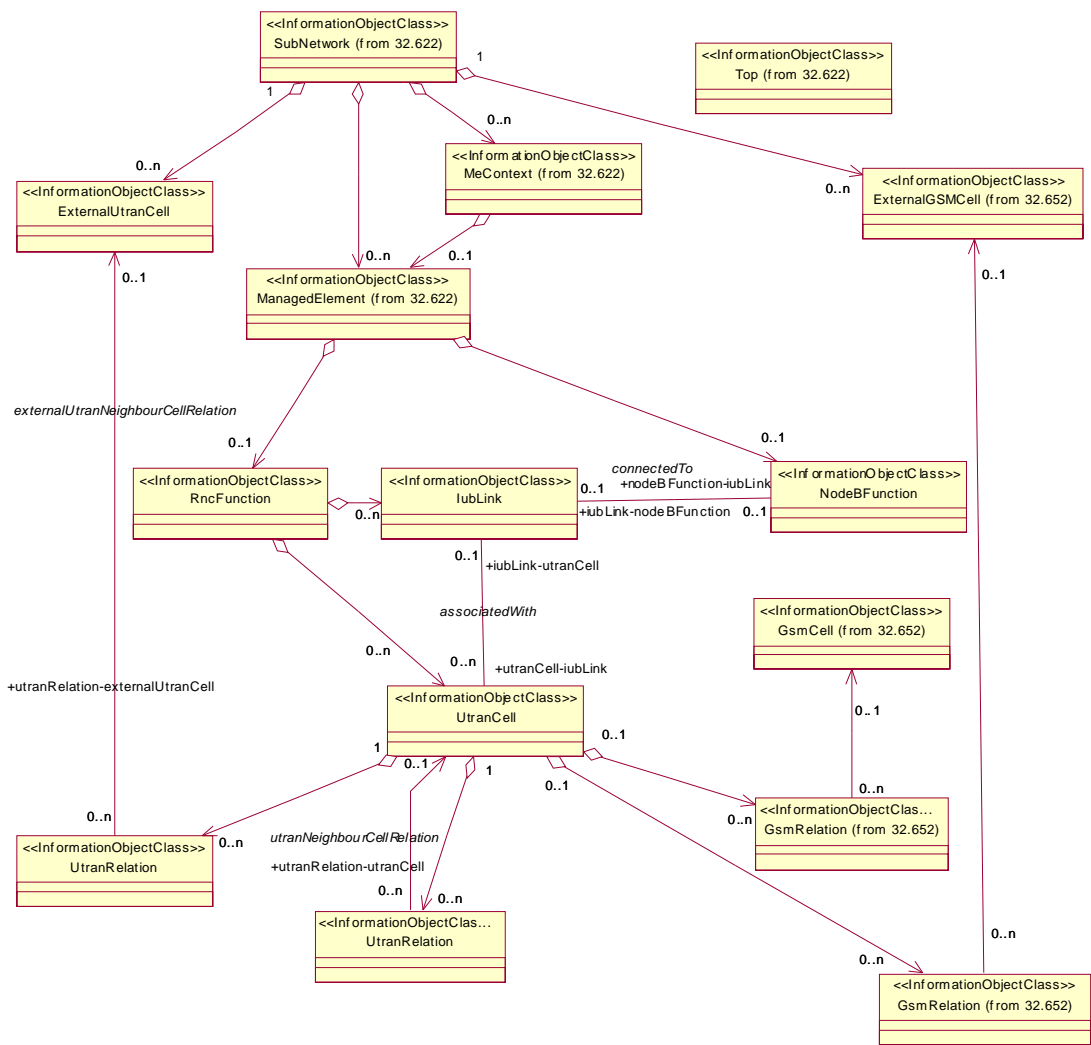 <<InformationObjectClass>>
SubNetwork (from 32.622)
1
1
<<InformationObjectClass>>
Top (from 32.622)
0..n
0..n
<<InformationObjectClass>>
MeContext (from 32.622)
0..n
<<InformationObjectClass>>
ExternalUtranCell
<<InformationObjectClass>>
ExternalGSMCell (from 32.652)
0..n
0..1
0..1
0..1
<<InformationObjectClass>>
ManagedElement (from 32.622)
externalUtranNeighbourCellRelation
0..1
0..1
<<InformationObjectClass>>
RncFunction
0..n
<<InformationObjectClass>>
IubLink
connectedTo
+nodeBFunction-iubLink
0..1
+iubLink-nodeBFunction
0..1
<<InformationObjectClass>>
NodeBFunction
0..1
+iubLink-utranCell
associatedWith
<<InformationObjectClass>>
GsmCell (from 32.652)
0..n
0..n
+utranCell-iubLink
+utranRelation-externalUtranCell
<<InformationObjectClass>>
UtranCell
0..1
0..1
1
0..1
1
0..1
0..n
<<InformationObjectClas...
GsmRelation (from 32.652)
0..n
0..n
0..n
utranNeighbourCellRelation
+utranRelation-utranCell
0..n
0..n
<<InformationObjectClass>>
UtranRelation
<<InformationObjectClas...
UtranRelation
0..n
0..n
<<InformationObjectClass>>
GsmRelation (from 32.652)